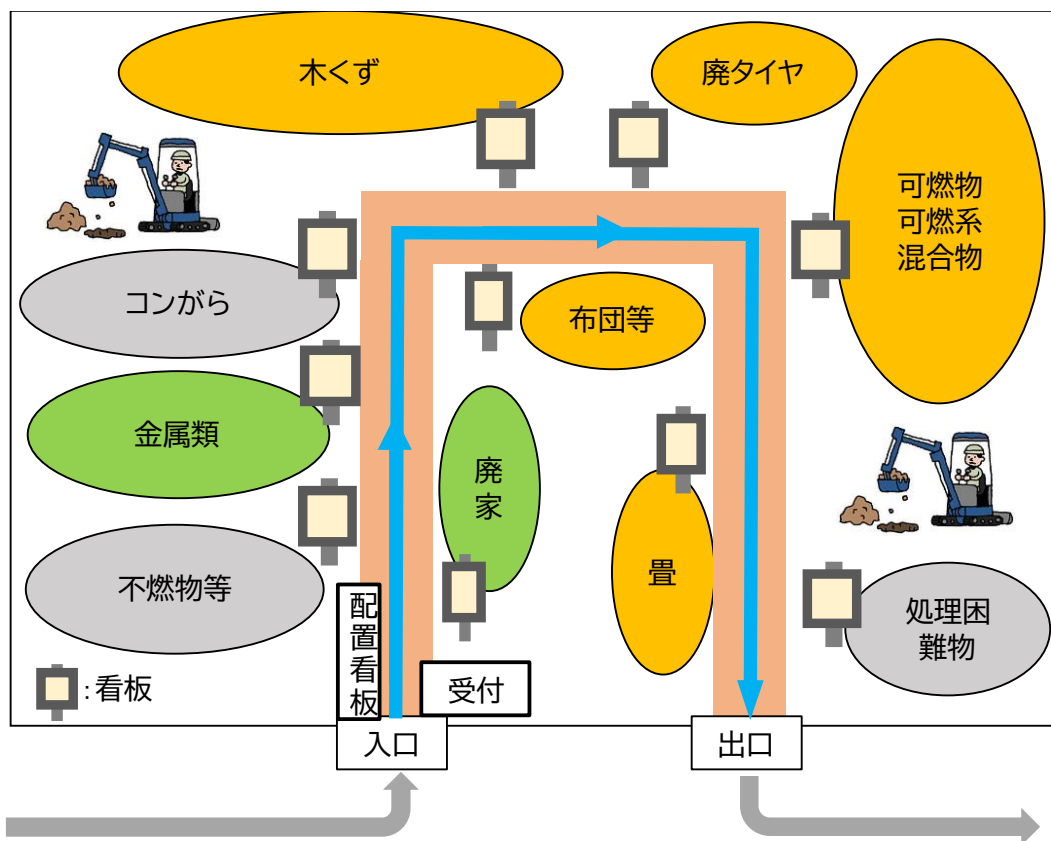 木くず
廃タイヤ
可燃物
可燃系
混合物
コンがら
布団等
金属類
廃
家
不燃物等
畳
配
置
看
板
処理困
難物
:看板
受付
入口
出口